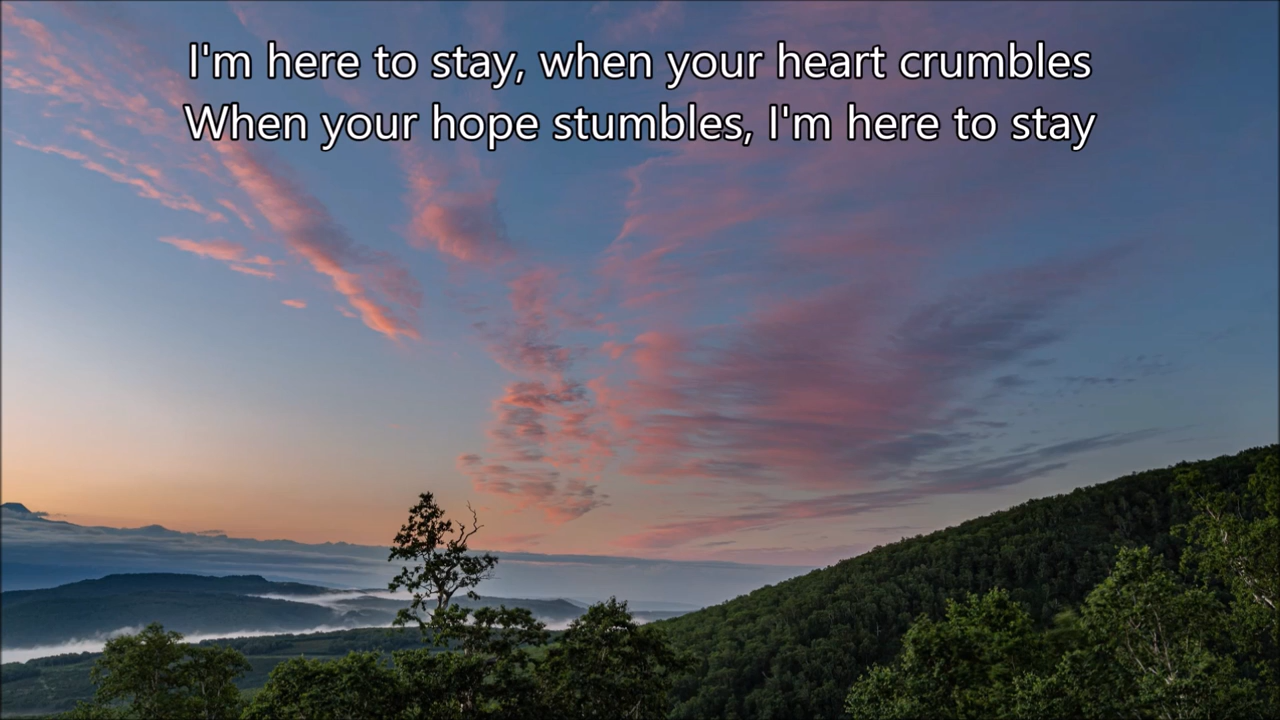 I'm here to stay, when your heart crumbles
When your hope stumbles, I'm here to stay